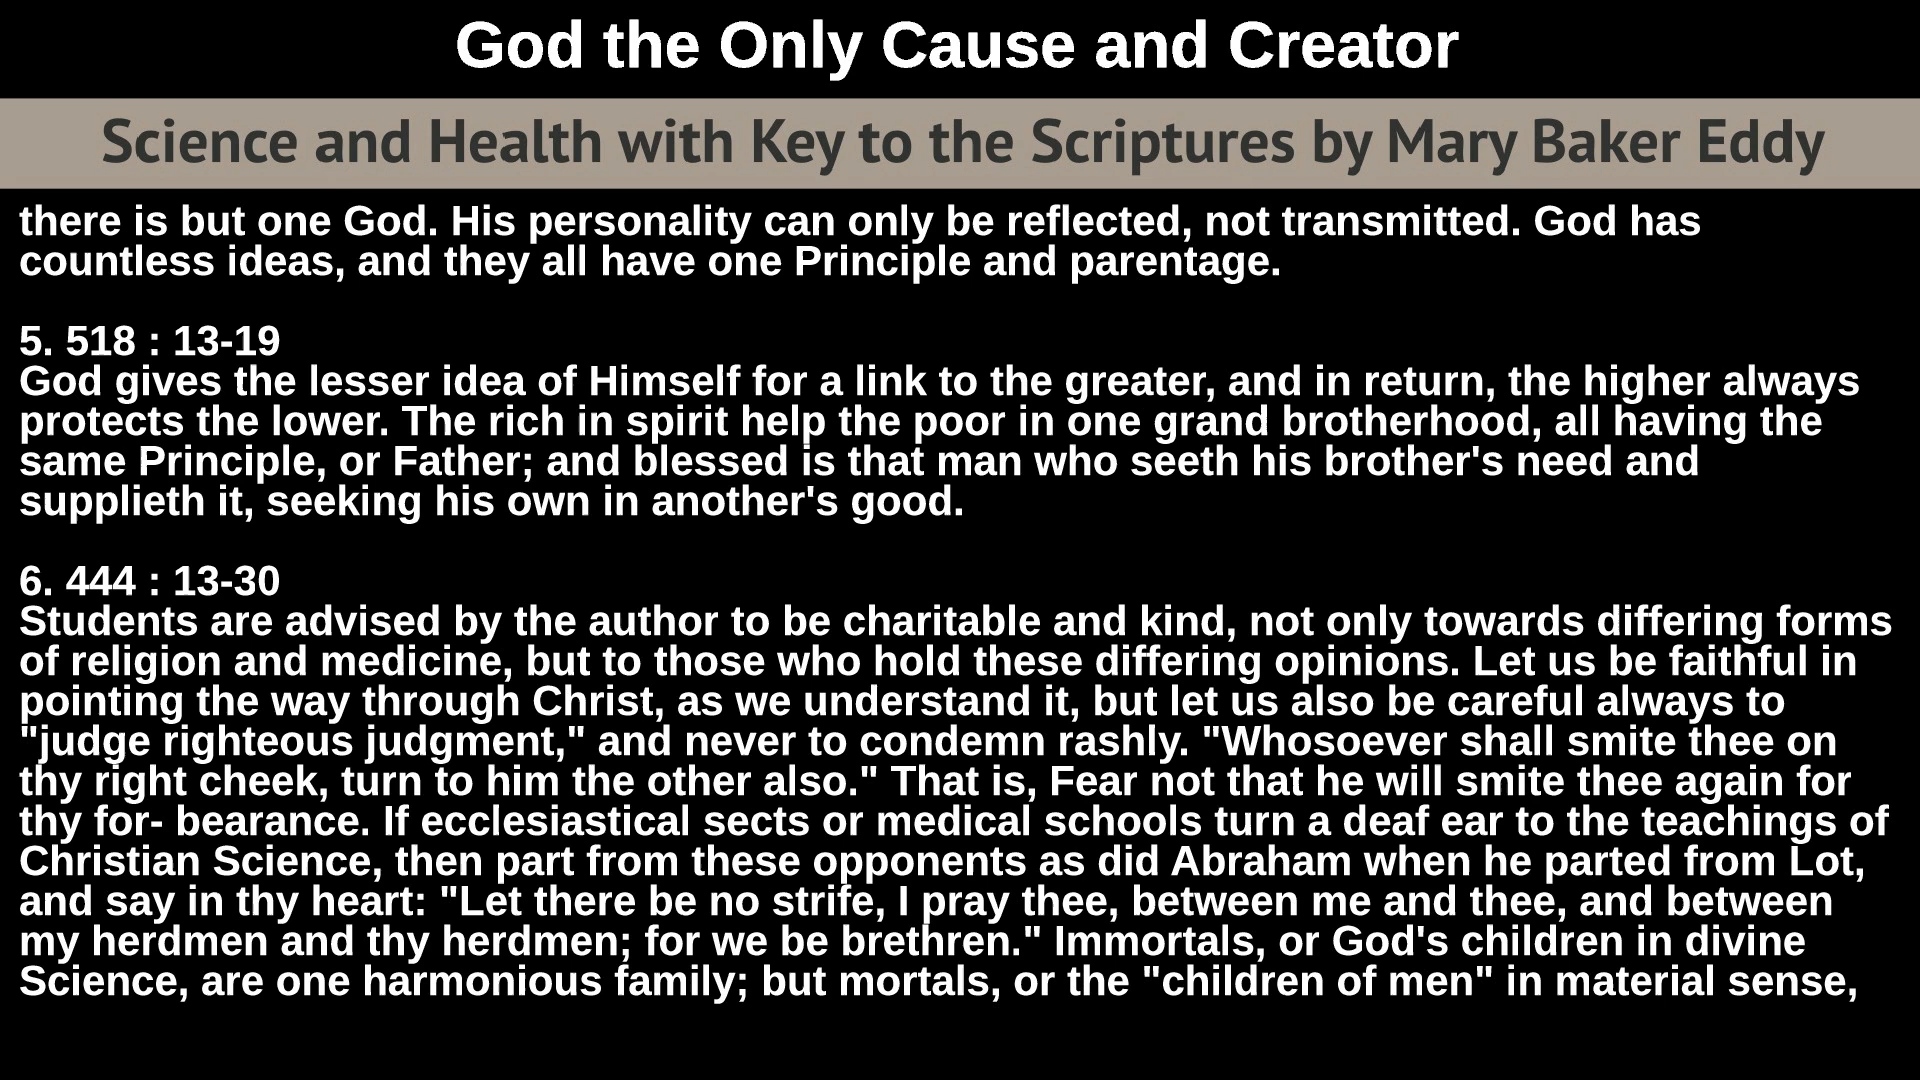 God the Only Cause and Creator
Science and Health with Key to the Scriptures by Mary Baker Eddy
there is but one God. His personality can only be reflected, not transmitted. God has
countless ideas, and they all have one Principle and parentage.
5. 518 : 13-19
God gives the lesser idea of Himself for a link to the greater, and in return, the higher always
protects the lower. The rich in spirit help the poor in one grand brotherhood, all having the
same Principle, or Father; and blessed is that man who seeth his brother's need and
supplieth it, seeking his own in another's good.
6. 444 : 13-30
Students are advised by the author to be charitable and kind, not only towards differing forms
of religion and medicine, but to those who hold these differing opinions. Let us be faithful in
pointing the way through Christ, as we understand it, but let us also be careful always to
"judge righteous judgment," and never to condemn rashly. "Whosoever shall smite thee on
thy right cheek, turn to him the other also." That is, Fear not that he will smite thee again for
thy for- bearance. If ecclesiastical sects or medical schools turn a deaf ear to the teachings of
Christian Science, then part from these opponents as did Abraham when he parted from Lot,
and say in thy heart: "Let there be no strife, I pray thee, between me and thee, and between
my herdmen and thy herdmen; for we be brethren." Immortals, or God's children in divine
Science, are one harmonious family; but mortals, or the "children of men" in material sense,